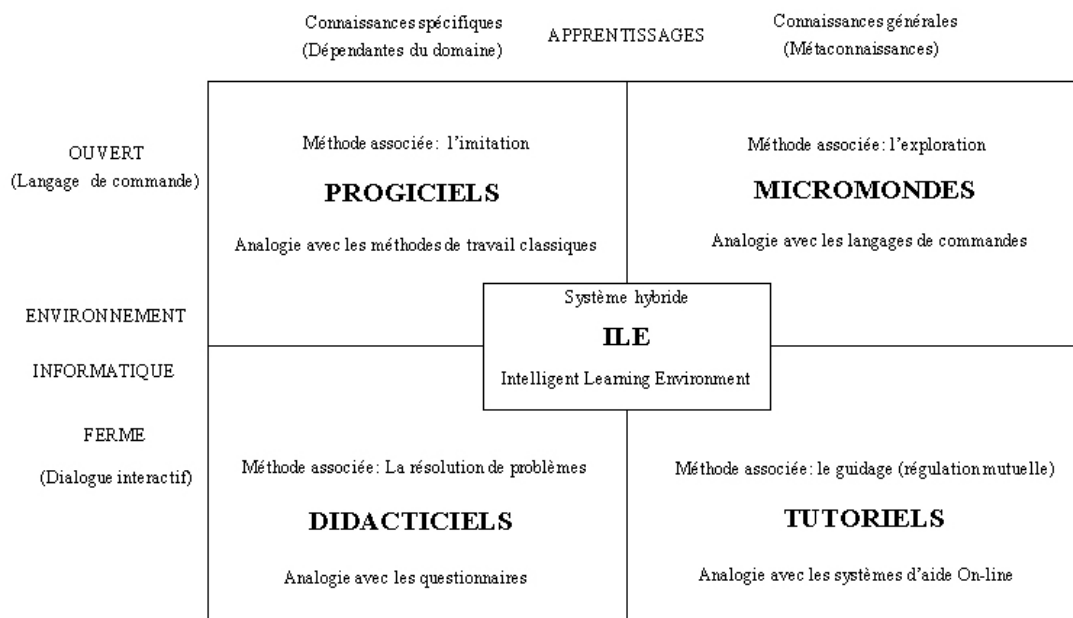 Connaissances spécifiques
(Dépendantes du domaine)
APPRENTISSAGES
Connaissances générales
(Métaconnaissances)
OUVERT
(Langage de commande)
Méthode associée: l'imitation
PROGICIELS
Analogie avec les méthodes de travail classiques
Méthode associée: l'exploration
MICROMONDES
Analogie avec les langages de commandes
ENVIRONNEMENT
INFORMATIQUE
Système hybride
ILE
Intelligent Learning Environment
FERME
(Dialogue interactif)
Méthode associée: La résolution de problèmes
DIDACTICIELS
Analogie avec les questionnaires
Méthode associée: le guidage (régulation mutuelle)
TUTORIELS
Analogie avec les systèmes d'aide On-line